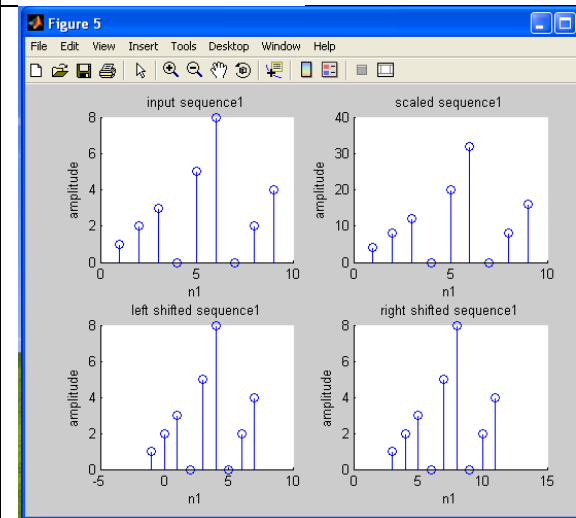 Figure 5
File Edit View Insert Tools Desktop Window Help
input sequence1
8
6
4
2
0
0 5 10
amplitude
n1
scaled sequence1
40
30
20
10
0
0 5 10
amplitude
n1
left shifted sequence1
8
6
4
2
0
-5 0 5 10
amplitude
n1
right shifted sequence1
8
6
4
2
0
0 5 10 15
amplitude
n1